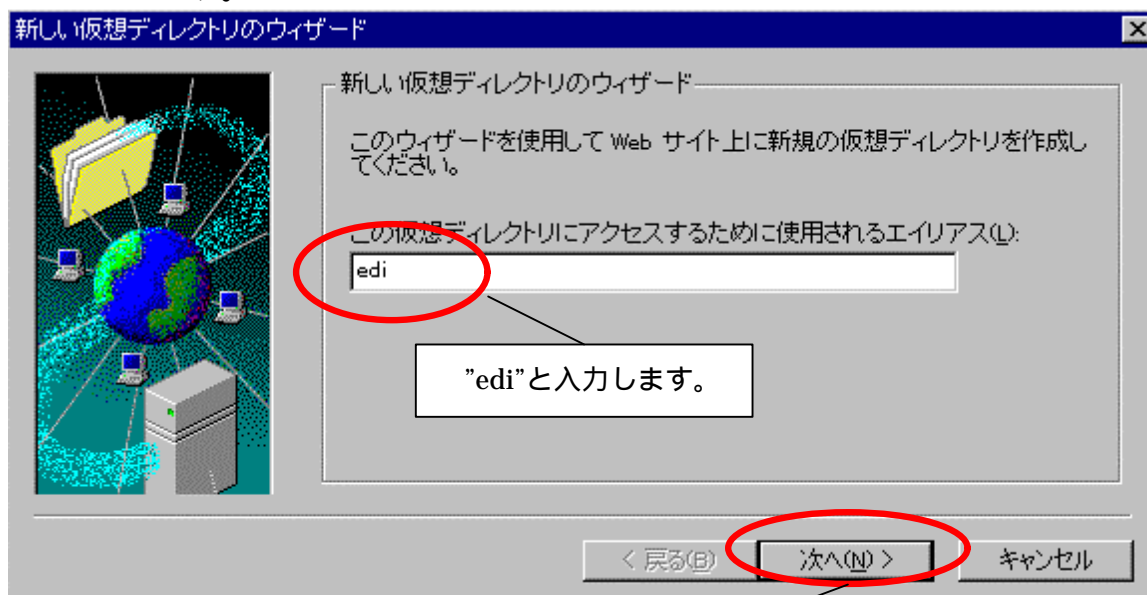 新しい仮想ディレクトリのウィザード
新しい仮想ディレクトリのウィザード
このウィザードを使用して Web サイト上に新規の仮想ディレクトリを作成し
てください。
この仮想ディレクトリにアクセスするために使用されるエイリアス(L):
edi
”edi”と入力します。
< 戻る(B)
次へ(N) >
キャンセル